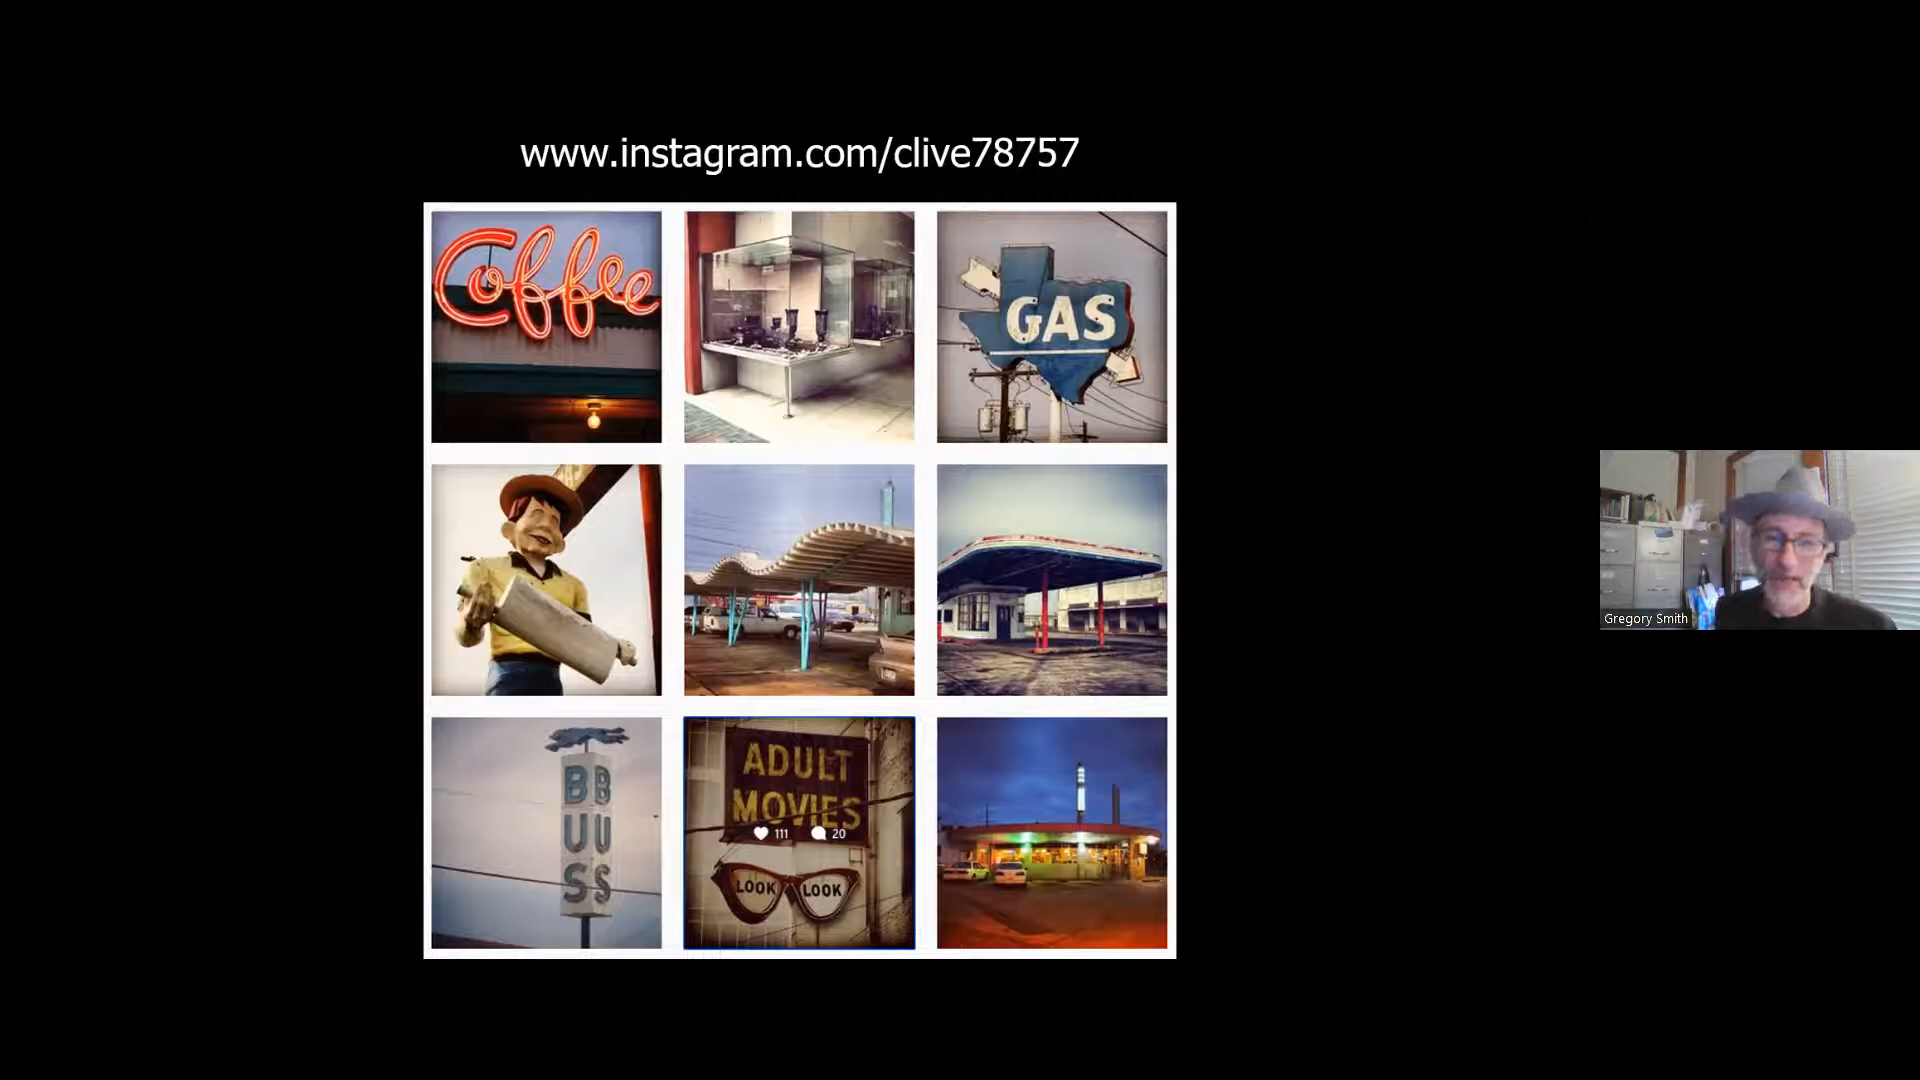 www.instagram.com/clive78757
Coffee
GAS
BUS
BUS
ADULT
MOVIES
111 20
LOOK LOOK
Gregory Smith